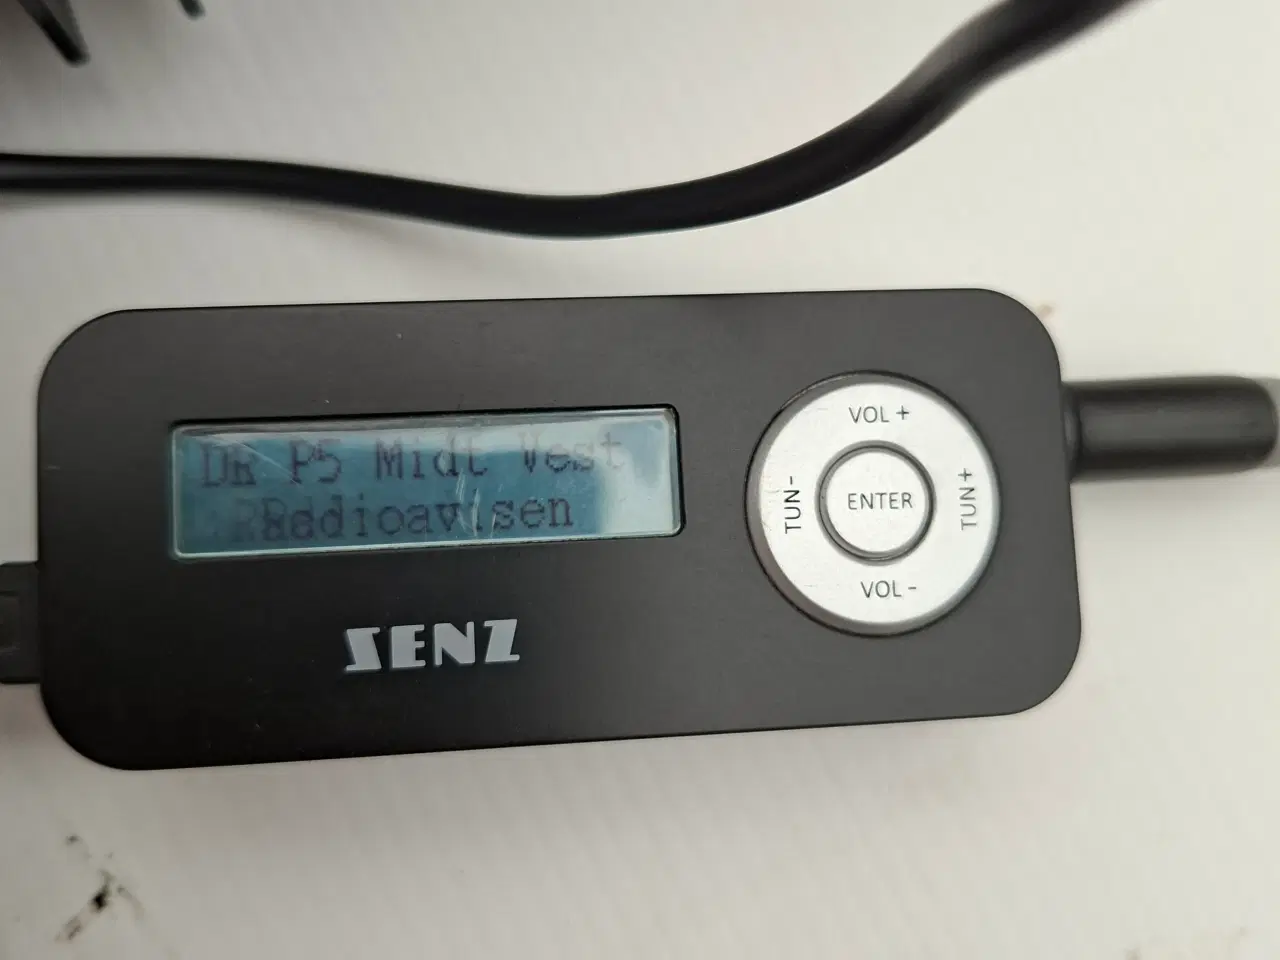 DR P5 Midt Vest
Radioavisen
SENZ
VOL +
TUN-
ENTER
TUN+
VOL -